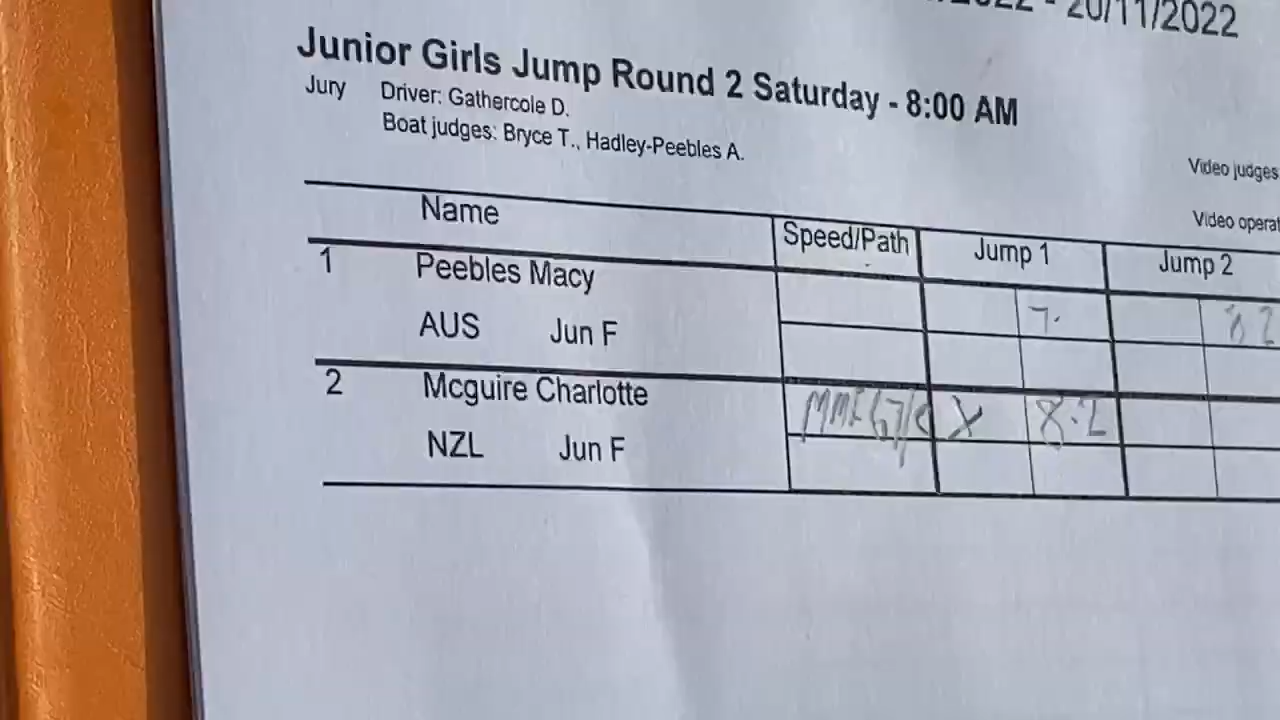 - 20/11/2022
Junior Girls Jump Round 2 Saturday - 8:00 AM
Jury Driver: Gathercole D.
Boat judges: Bryce T., Hadley-Peebles A.
Video judges
Video operat
Name Speed/Path Jump 1 Jump 2
1 Peebles Macy
7.
AUS Jun F
2 Mcguire Charlotte
X 8.2
NZL Jun F